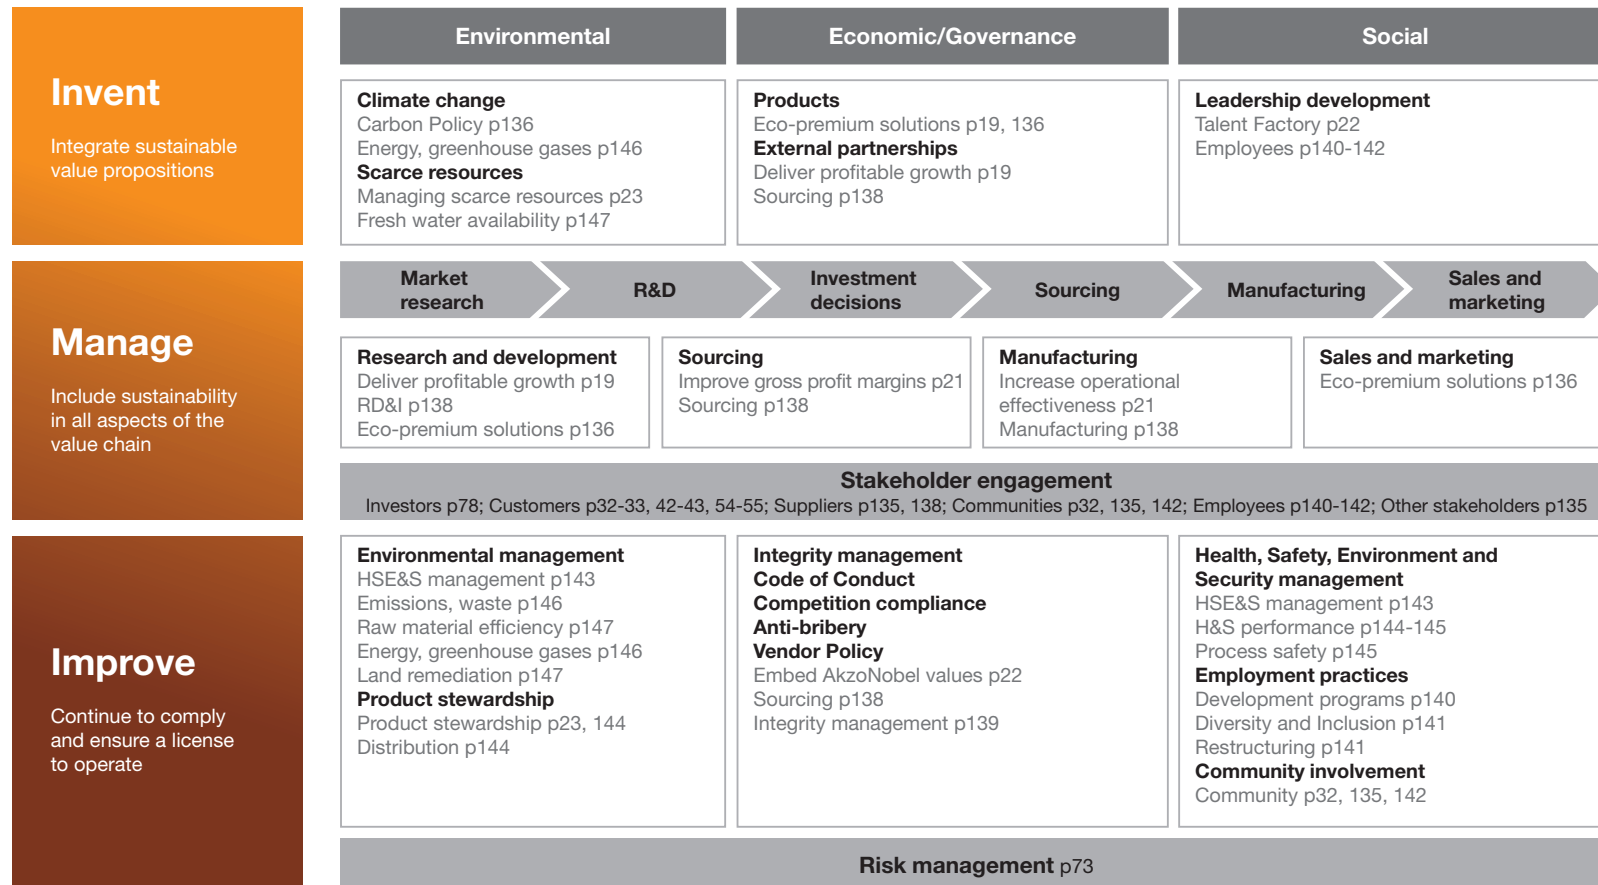 Invent
Integrate sustainable
value propositions
Environmental
Economic/Governance
Social
Climate change
Carbon Policy p136
Energy, greenhouse gases p146
Scarce resources
Managing scarce resources p23
Fresh water availability p147
Products
Eco-premium solutions p19, 136
External partnerships
Deliver profitable growth p19
Sourcing p138
Leadership development
Talent Factory p22
Employees p140-142
Manage
Include sustainability
in all aspects of the
value chain
Market
research
R&D
Investment
decisions
Sourcing
Manufacturing
Sales and
marketing
Research and development
Deliver profitable growth p19
RD&I p138
Eco-premium solutions p136
Sourcing
Improve gross profit margins p21
Sourcing p138
Manufacturing
Increase operational
effectiveness p21
Manufacturing p138
Sales and marketing
Eco-premium solutions p136
Stakeholder engagement
Investors p78; Customers p32-33, 42-43, 54-55; Suppliers p135, 138; Communities p32, 135, 142; Employees p140-142; Other stakeholders p135
Improve
Continue to comply
and ensure a license
to operate
Environmental management
HSE&S management p143
Emissions, waste p146
Raw material efficiency p147
Energy, greenhouse gases p146
Land remediation p147
Product stewardship
Product stewardship p23, 144
Distribution p144
Integrity management
Code of Conduct
Competition compliance
Anti-bribery
Vendor Policy
Embed AkzoNobel values p22
Sourcing p138
Integrity management p139
Health, Safety, Environment and
Security management
HSE&S management p143
H&S performance p144-145
Process safety p145
Employment practices
Development programs p140
Diversity and Inclusion p141
Restructuring p141
Community involvement
Community p32, 135, 142
Risk management p73